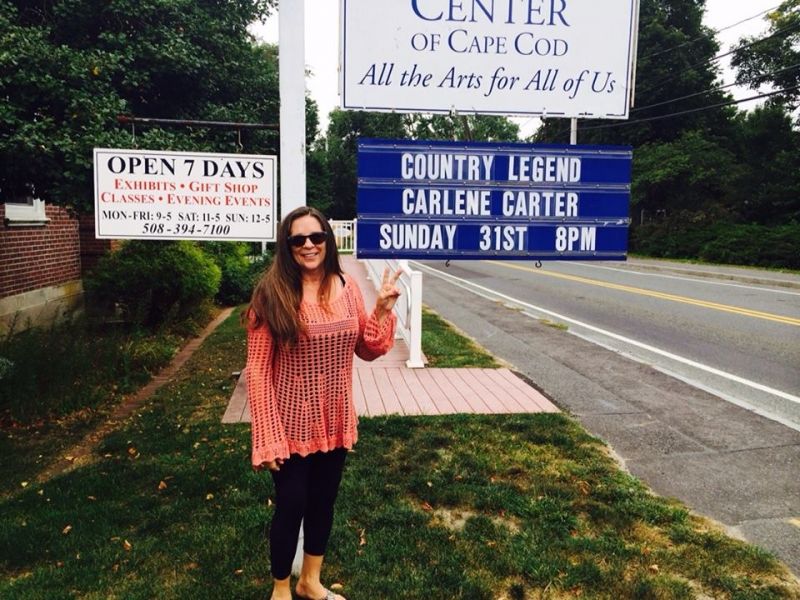 CENTER
OF CAPE COD
All the Arts for All of Us
OPEN 7 DAYS
EXHIBITS • GIFT SHOP
CLASSES • EVENING EVENTS
MON-FRI: 9-5 SAT: 11-5 SUN: 12-5
508-394-7100
COUNTRY LEGEND
CARLENE CARTER
SUNDAY 31ST 8PM